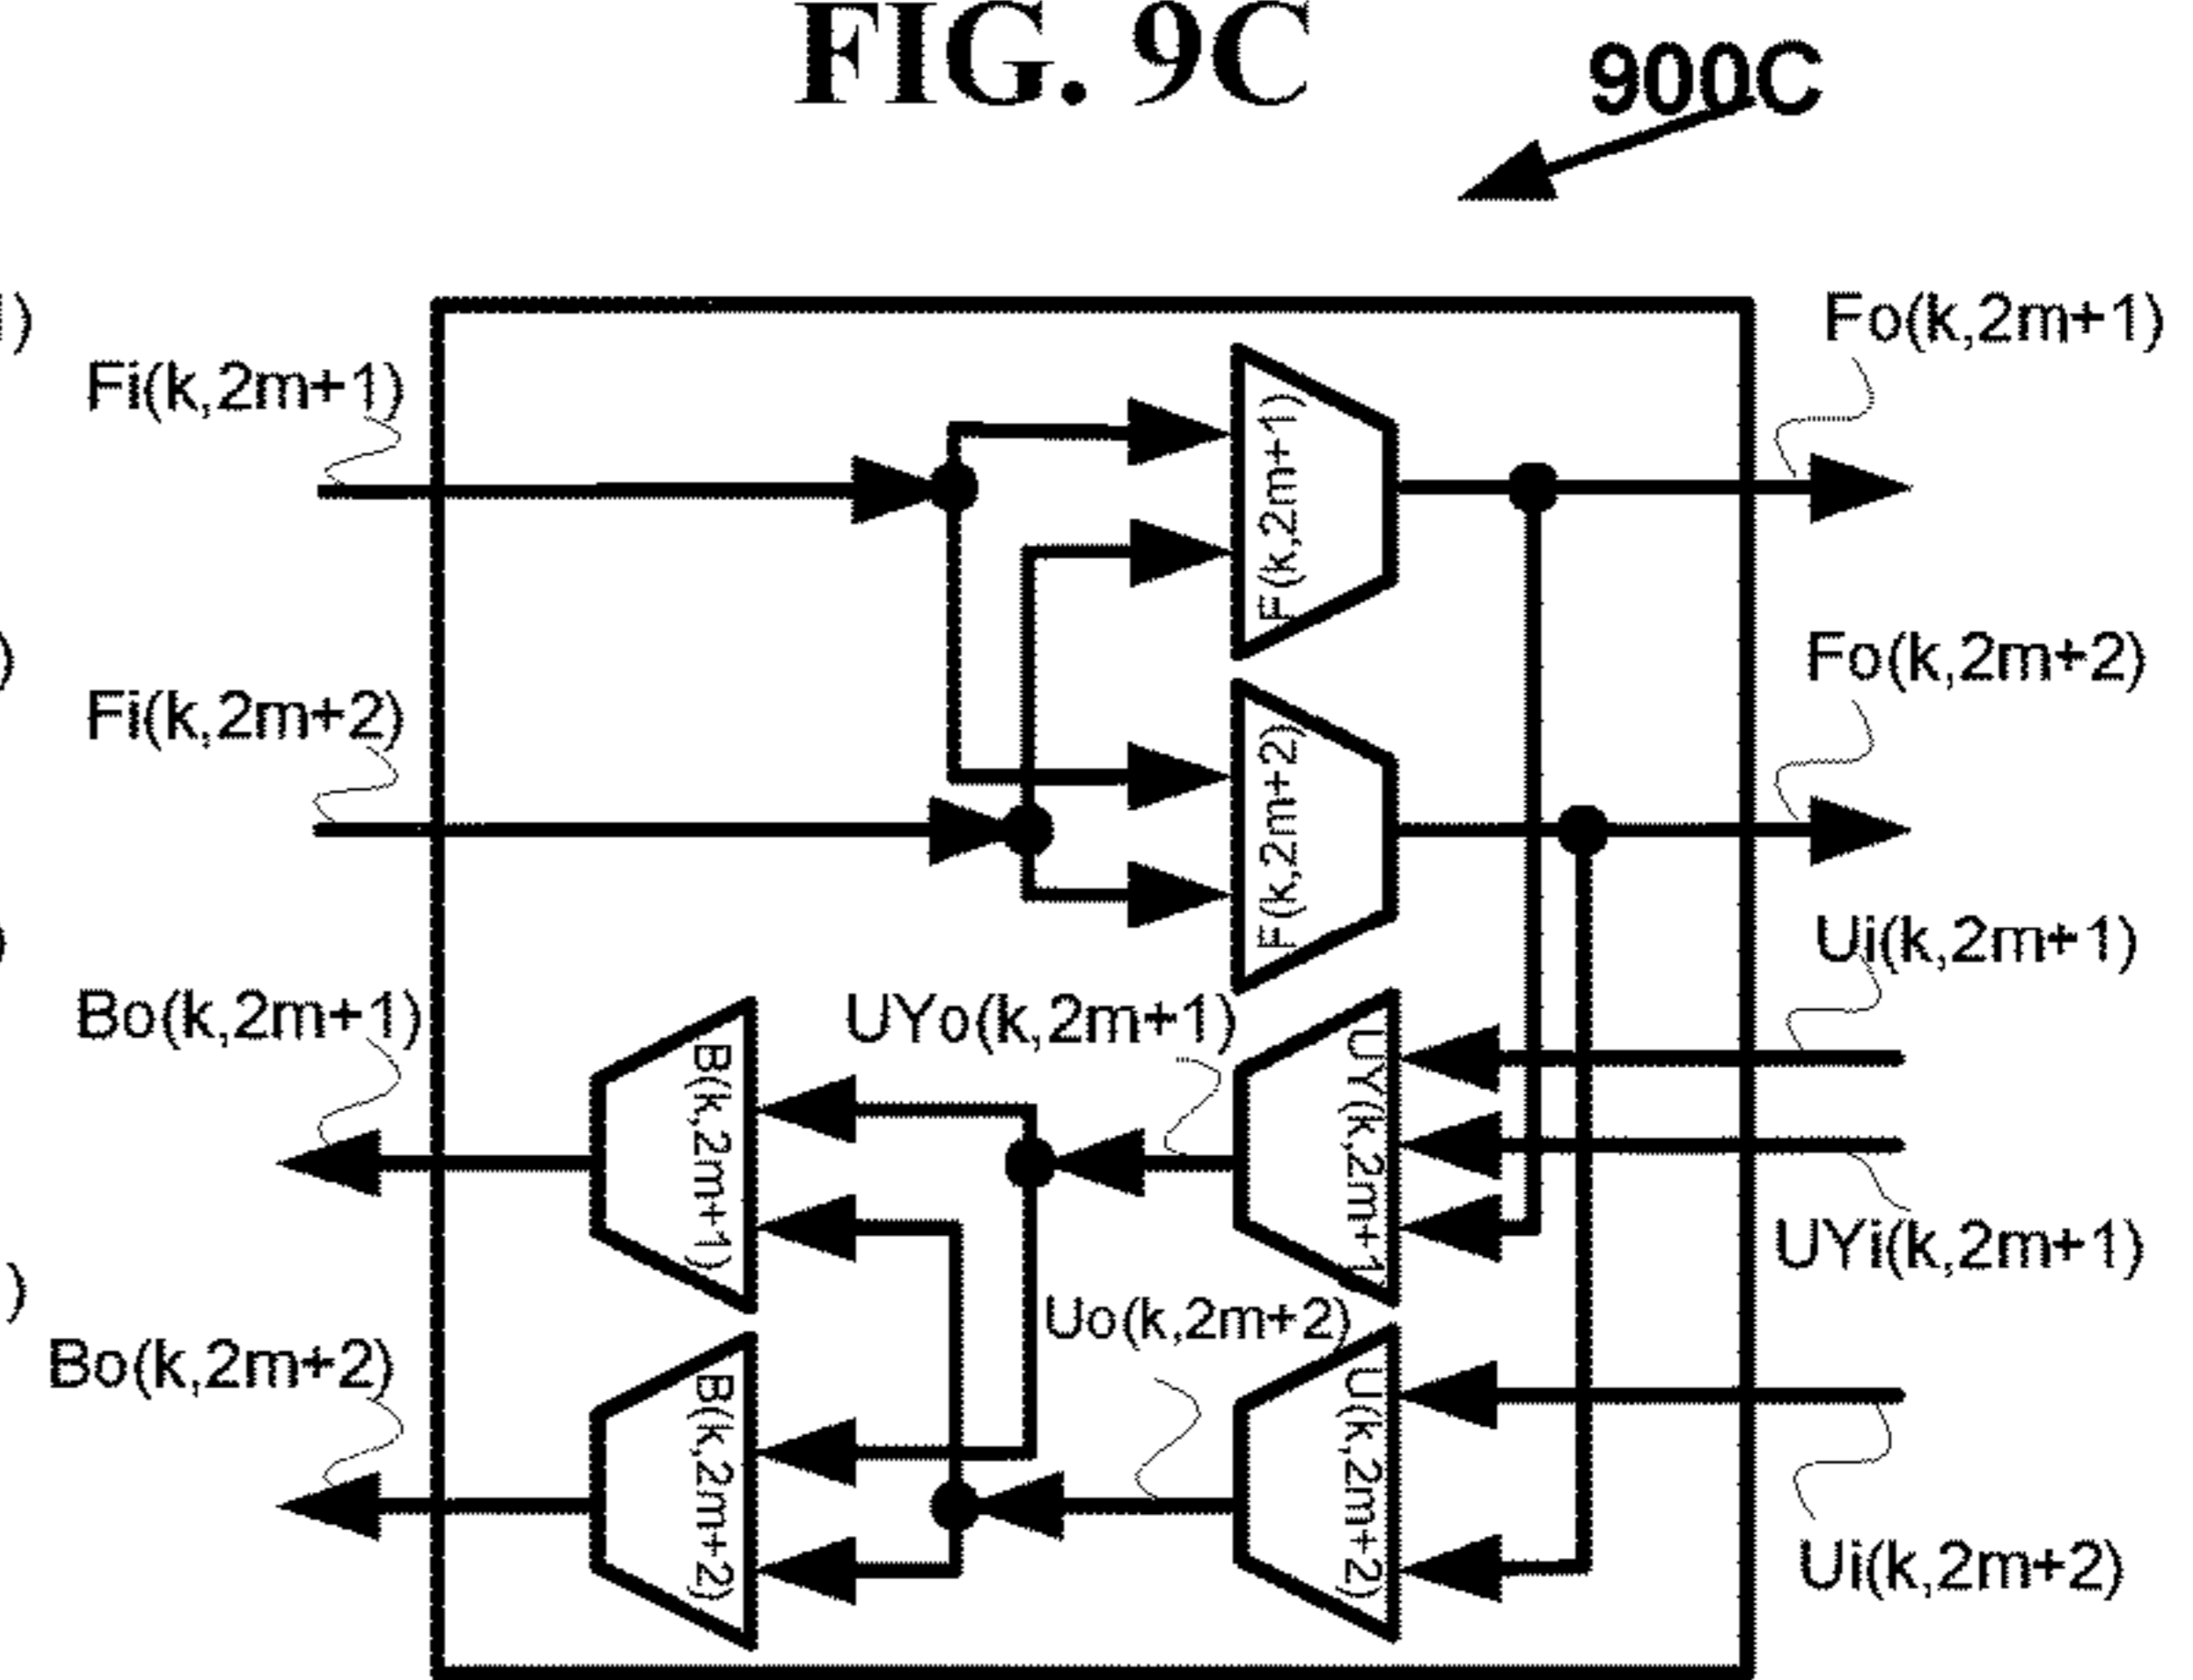 FIG. 9C
900C
)
Fo(k,2m+1)
Fi(k,2m+1)
F(k,2m+1)
)
Fo(k,2m+2)
Fi(k,2m+2)
F(k,2m+2)
)
Ui(k,2m+1)
Bo(k,2m+1)
UYo(k,2m+1)
B(k,2m+1)
UY(k,2m+1)
UYi(k,2m+1)
)
Uo(k,2m+2)
Bo(k,2m+2)
B(k,2m+2)
U(k,2m+2)
Ui(k,2m+2)